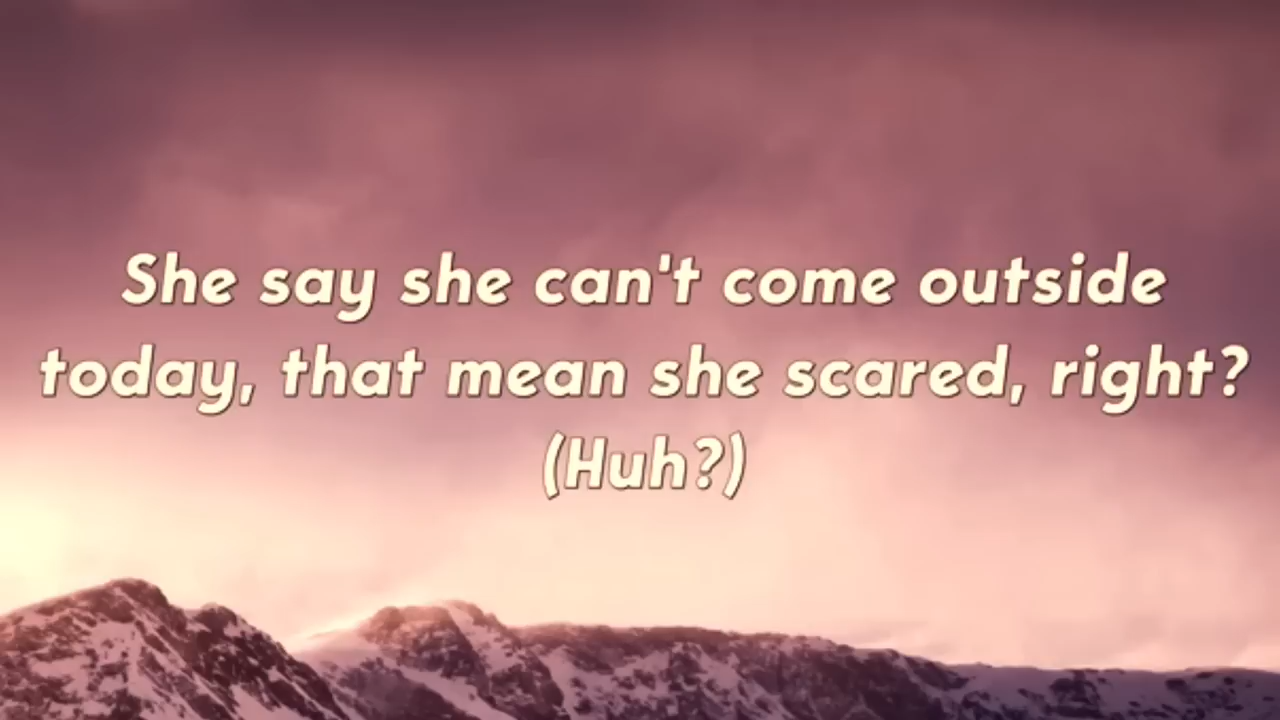 She say she can't come outside
today, that mean she scared, right?
(Huh?)